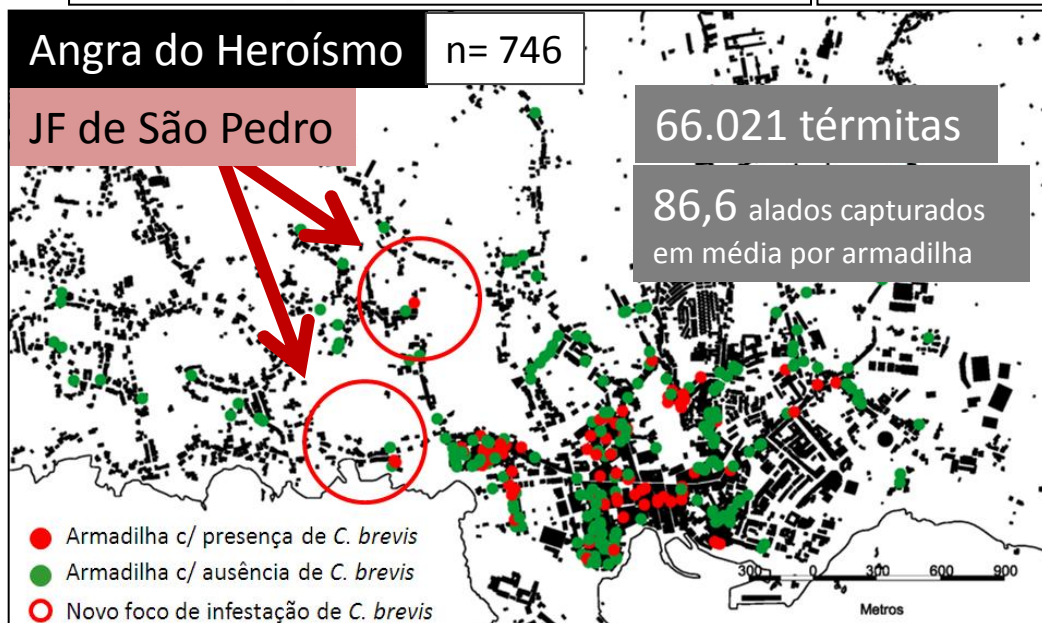 Angra do Heroísmo
n= 746
JF de São Pedro
66.021 térmitas
86,6 alados capturados
em média por armadilha
Armadilha c/ presença de C. brevis
Armadilha c/ ausência de C. brevis
Novo foco de infestação de C. brevis
300 0 300 600 900
Metros